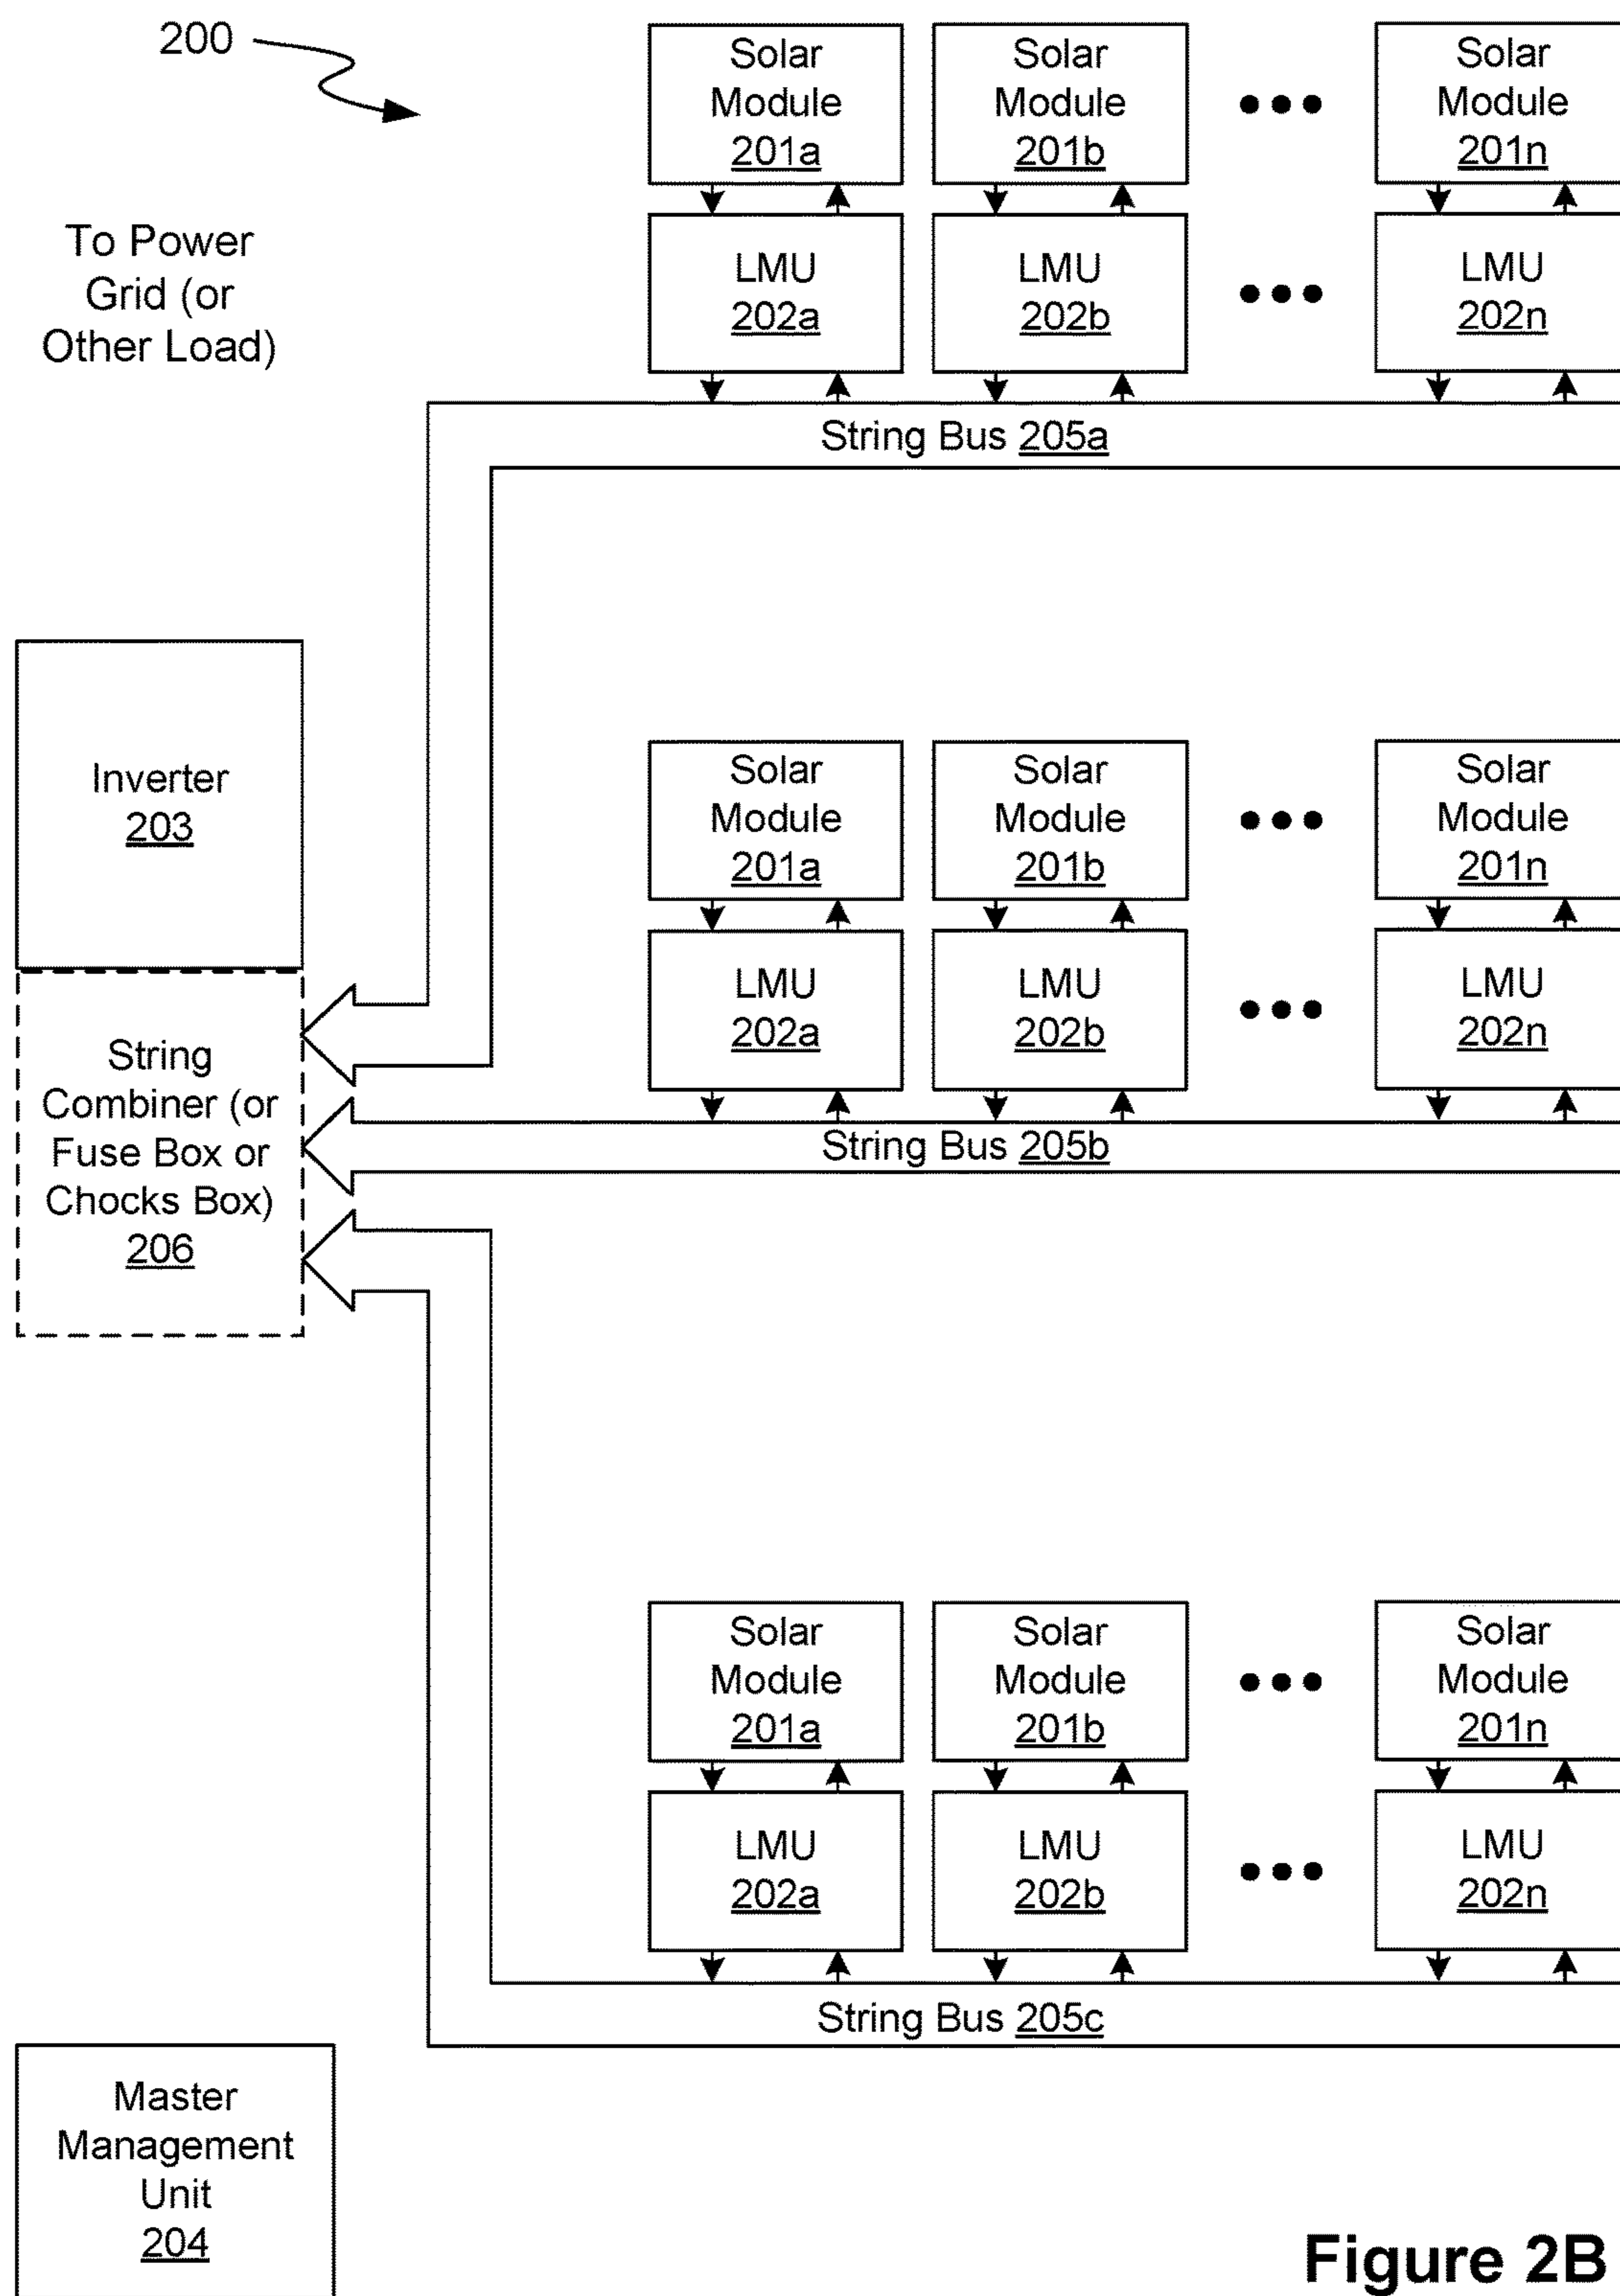 200
To Power
Grid (or
Other Load)
Solar
Module
201a
Solar
Module
201b
Solar
Module
201n
LMU
202a
LMU
202b
LMU
202n
String Bus 205a
Inverter
203
Solar
Module
201a
Solar
Module
201b
Solar
Module
201n
LMU
202a
LMU
202b
LMU
202n
String
Combiner (or
Fuse Box or
Chocks Box)
206
String Bus 205b
Solar
Module
201a
Solar
Module
201b
Solar
Module
201n
LMU
202a
LMU
202b
LMU
202n
String Bus 205c
Master
Management
Unit
204
Figure 2B